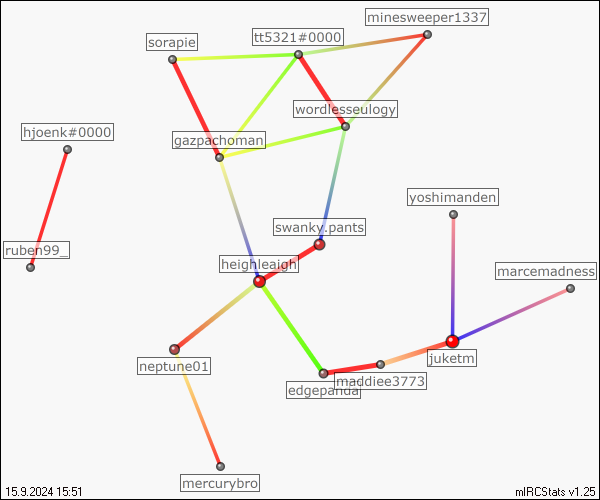 minesweeper1337
tt5321#0000
sorapie
wordlesseulogy
hjoenk#0000
gazpachoman
yoshimanden
swanky.pants
ruben99_
heighleaigh
marcemadness
juketm
neptune01
maddiee3773
edgepanda
mercurybro
15.9.2024 15:51
mIRCStats v1.25